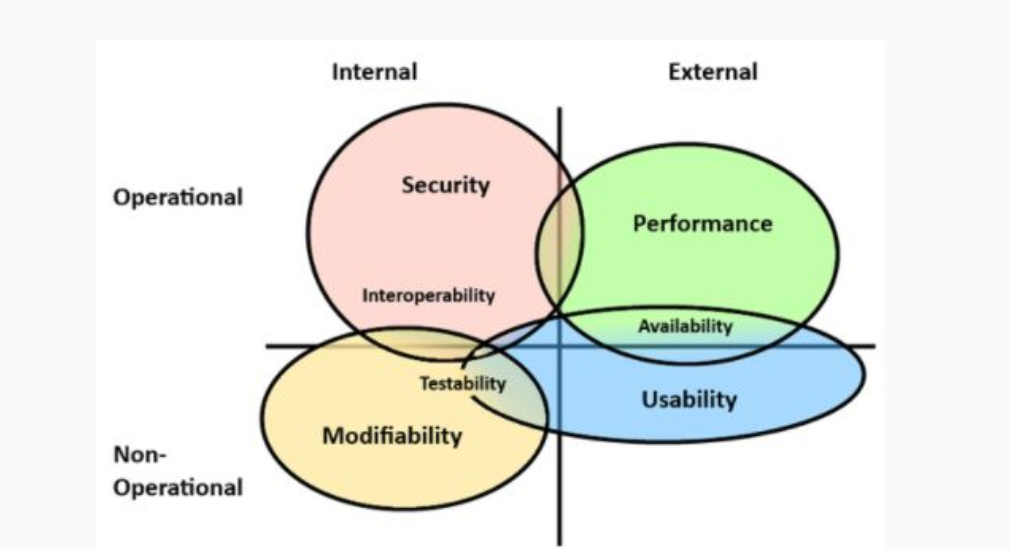 Internal
External
Operational
Security
Performance
Interoperability
Availability
Testability
Usability
Modifiability
Non-
Operational